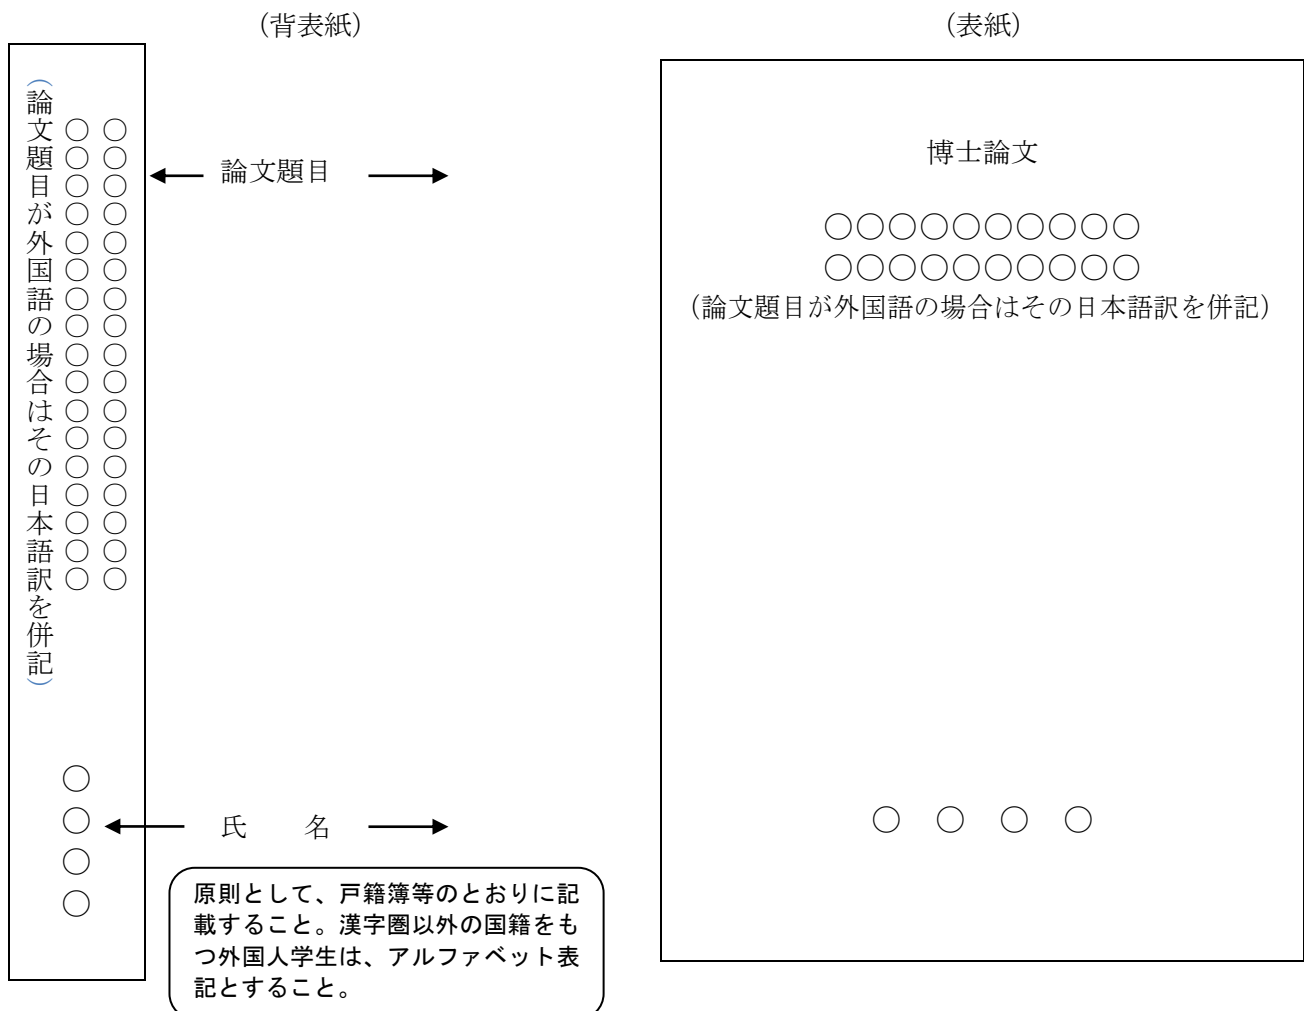 （背表紙）
○○○○○○○○○○○○○○○○○
○○○○○○○○○○○○○○○○○
（論文題目が外国語の場合はその日本語訳を併記）
○○○○
論文題目
氏　　名
原則として、戸籍簿等のとおりに記
載すること。漢字圏以外の国籍をも
つ外国人学生は、アルファベット表
記とすること。
（表紙）
博士論文
○○○○○○○○○○
○○○○○○○○○○
（論文題目が外国語の場合はその日本語訳を併記）
○　○　○　○